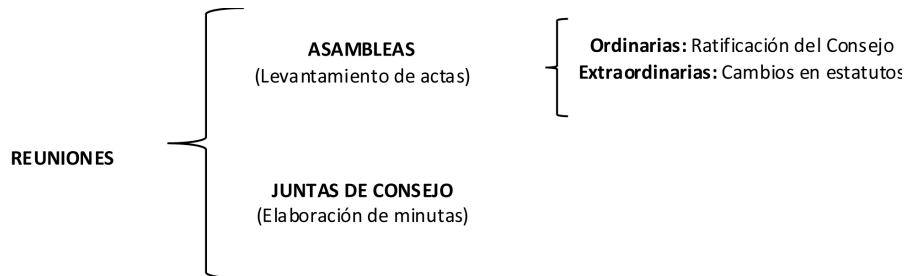 ASAMBLEAS
(Levantamiento de actas)
Ordinarias: Ratificación del Consejo
Extraordinarias: Cambios en estatutos
REUNIONES
JUNTAS DE CONSEJO
(Elaboración de minutas)